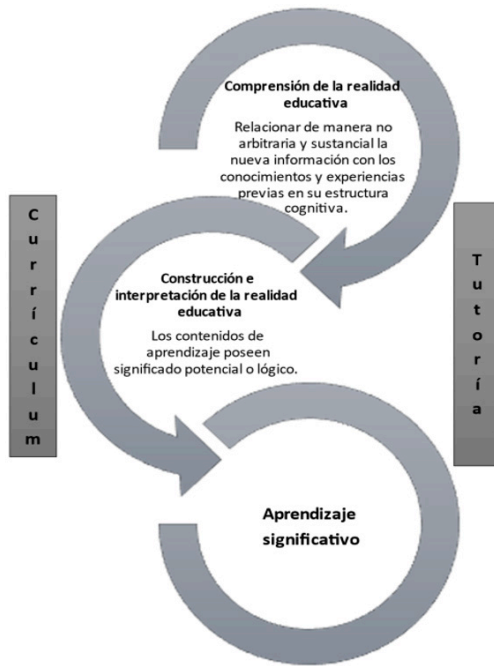 Comprensión de la realidad
educativa
Relacionar de manera no
arbitraria y sustancial la
nueva información con los
conocimientos y experiencias
previas en su estructura
cognitiva.
Currículum
Tutoría
Construcción e
interpretación de la realidad
educativa
Los contenidos de
aprendizaje poseen
significado potencial o lógico.
Aprendizaje
significativo